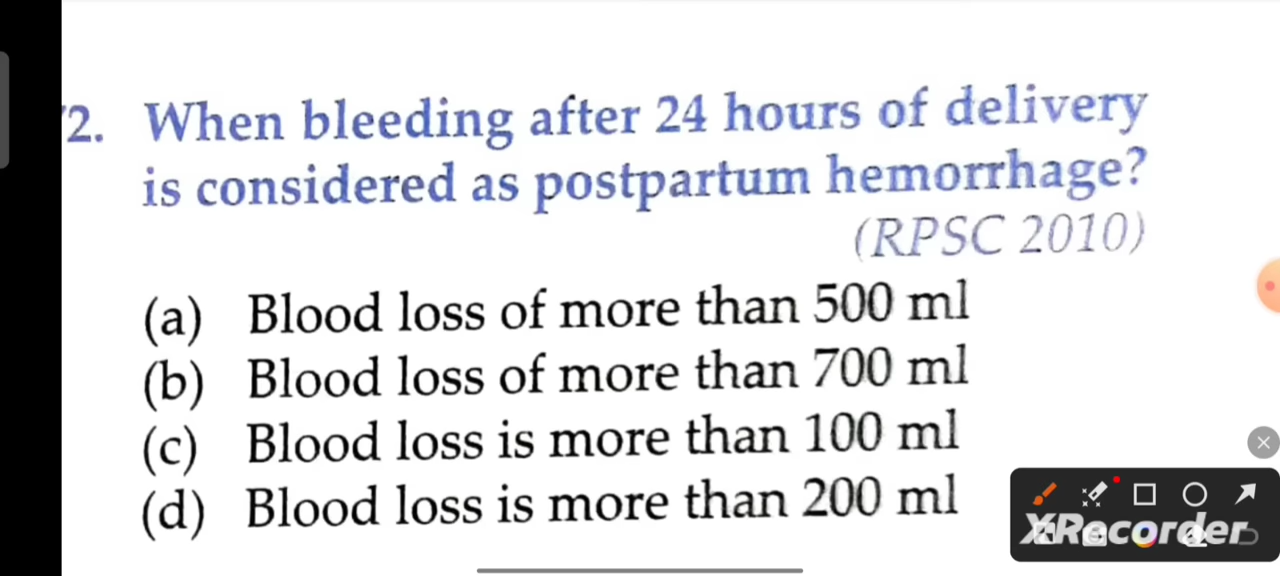 2. When bleeding after 24 hours of delivery
is considered as postpartum hemorrhage?
(RPSC 2010)
(a) Blood loss of more than 500 ml
(b) Blood loss of more than 700 ml
(c) Blood loss is more than 100 ml
(d) Blood loss is more than 200 ml
XRecorder